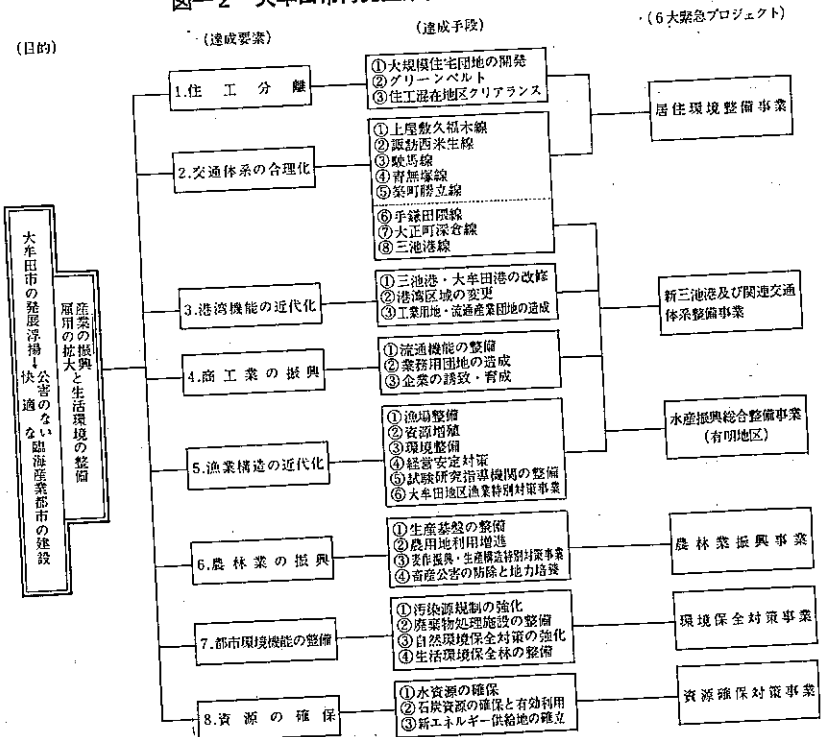 図-2 大牟田市
(目的)
(達成要素)
(達成手段)
(6大緊急プロジェクト)
大牟田市の発展浮揚→公害のない快適な臨海産業都市の建設
産業の振興と生活環境の整備
雇用の拡大
1.住工分離
①大規模住宅団地の開発
②グリーンベルト
③住工混在地区クリアランス
居住環境整備事業
2.交通体系の合理化
①上屋敷久福木線
②諏訪西米生線
③駛馬線
④青無塚線
⑤築町勝立線
⑥手鎌田隈線
⑦大正町深倉線
⑧三池港線
3.港湾機能の近代化
①三池港・大牟田港の改修
②港湾区域の変更
③工業用地・流通産業団地の造成
新三池港及び関連交通
体系整備事業
4.商工業の振興
①流通機能の整備
②業務用団地の造成
③企業の誘致・育成
5.漁業構造の近代化
①漁場整備
②資源増殖
③環境整備
④経営安定対策
⑤試験研究指導機関の整備
⑥大牟田地区漁業特別対策事業
水産振興総合整備事業
(有明地区)
6.農林業の振興
①生産基盤の整備
②農用地利用増進
③麦作振興・生産構造特別対策事業
④畜産公害の防除と地力培養
農林業振興事業
7.都市環境機能の整備
①汚染源規制の強化
②廃棄物処理施設の整備
③自然環境保全対策の強化
④生活環境保全林の整備
環境保全対策事業
8.資源の確保
①水資源の確保
②石炭資源の確保と有効利用
③新エネルギー供給地の確立
資源確保対策事業